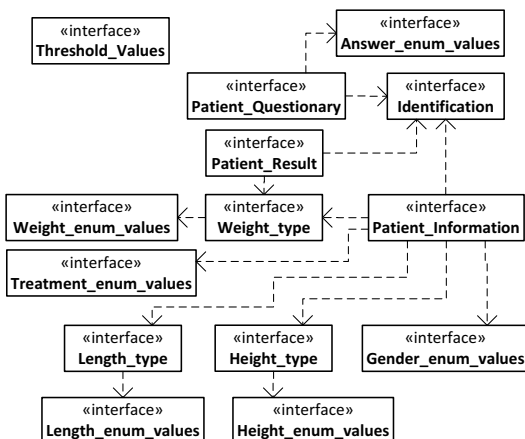 «interface»
Threshold_Values
«interface»
Answer_enum_values
«interface»
Patient_Questionary
«interface»
Identification
«interface»
Patient_Result
«interface»
Weight_enum_values
«interface»
Weight_type
«interface»
Patient_Information
«interface»
Treatment_enum_values
«interface»
Length_type
«interface»
Height_type
«interface»
Gender_enum_values
«interface»
Length_enum_values
«interface»
Height_enum_values